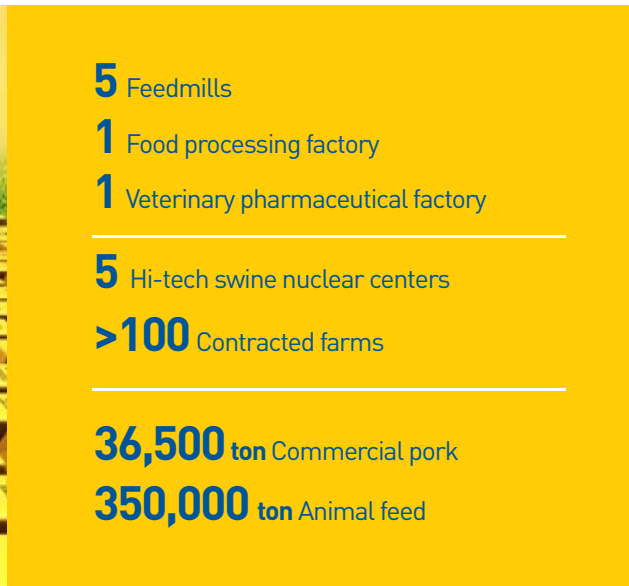 5 Feedmills
1 Food processing factory
1 Veterinary pharmaceutical factory
5 Hi-tech swine nuclear centers
>100 Contracted farms
36,500 ton Commercial pork
350,000 ton Animal feed